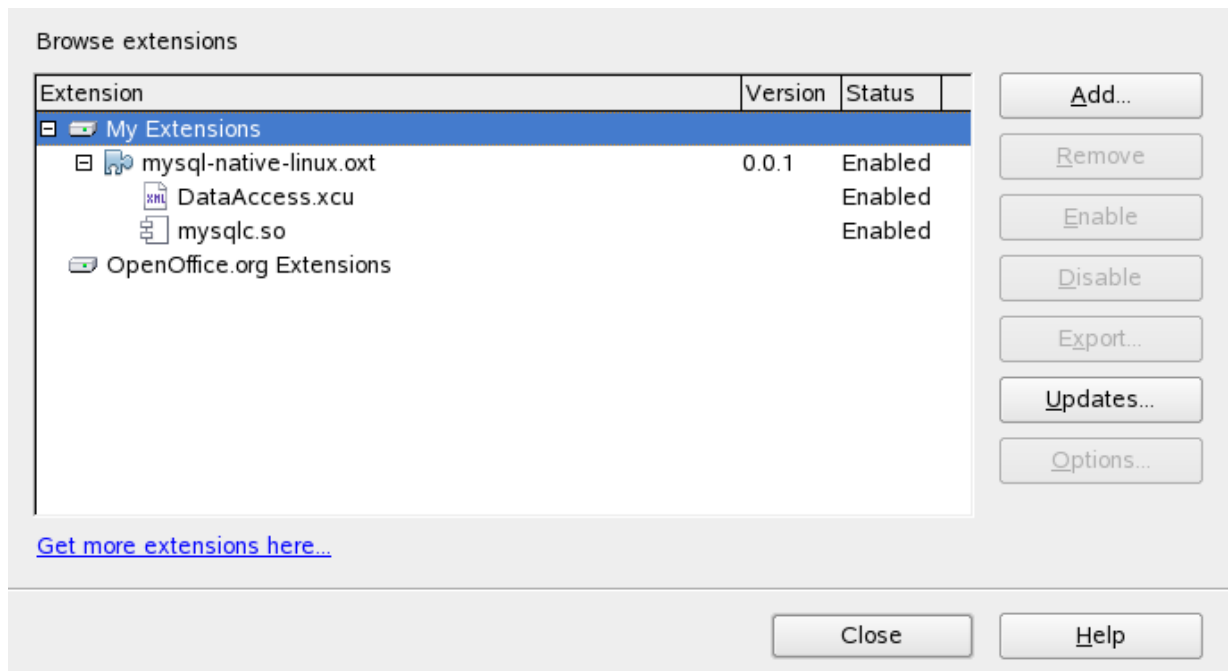 Browse extensions
Extension Version Status
My Extensions
mysql-native-linux.oxt 0.0.1 Enabled
XML DataAccess.xcu Enabled
mysqlc.so Enabled
OpenOffice.org Extensions
Add...
Remove
Enable
Disable
Export...
Updates...
Options...
Get more extensions here...
Close Help